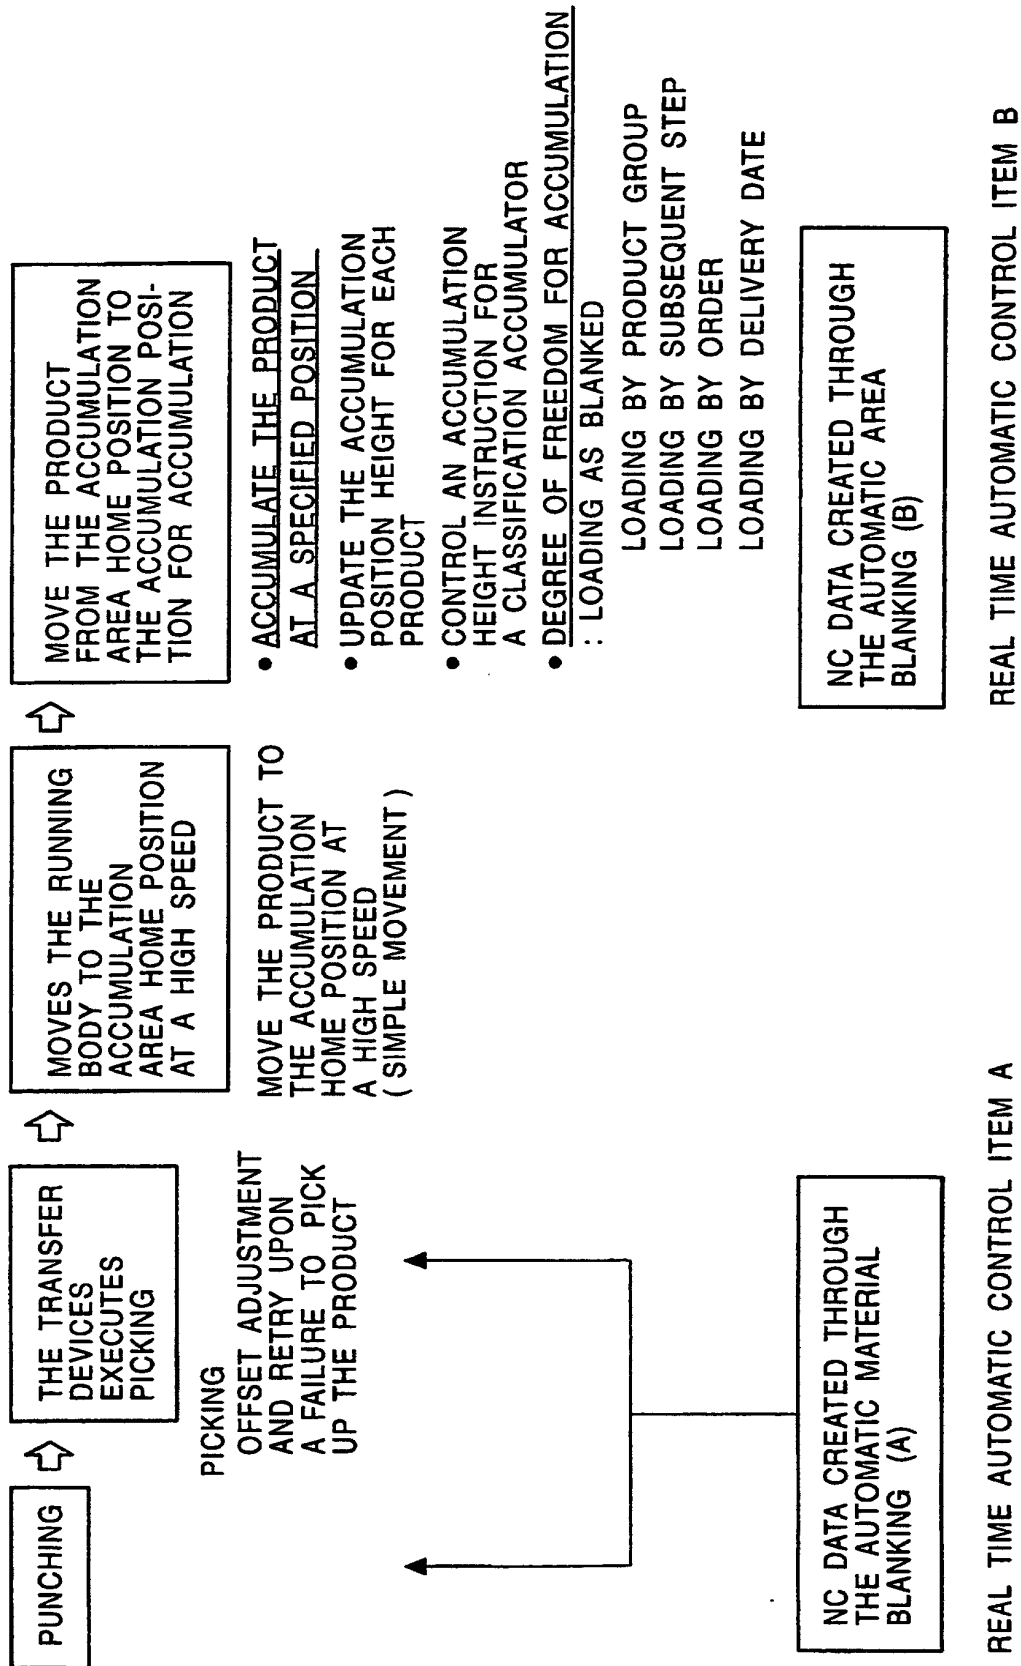 PUNCHING
THE TRANSFER
DEVICES
EXECUTES
PICKING
MOVES THE RUNNING
BODY TO THE
ACCUMULATION
AREA HOME POSITION
AT A HIGH SPEED
MOVE THE PRODUCT
FROM THE ACCUMULATION
AREA HOME POSITION TO
THE ACCUMULATION POSI-
TION FOR ACCUMULATION
PICKING
OFFSET ADJUSTMENT
AND RETRY UPON
A FAILURE TO PICK
UP THE PRODUCT
MOVE THE PRODUCT TO
THE ACCUMULATION
HOME POSITION AT
A HIGH SPEED
(SIMPLE MOVEMENT)
• ACCUMULATE THE PRODUCT
AT A SPECIFIED POSITION
• UPDATE THE ACCUMULATION
POSITION HEIGHT FOR EACH
PRODUCT
• CONTROL AN ACCUMULATION
HEIGHT INSTRUCTION FOR
A CLASSIFICATION ACCUMULATOR
• DEGREE OF FREEDOM FOR ACCUMULATION
: LOADING AS BLANKED
LOADING BY PRODUCT GROUP
LOADING BY SUBSEQUENT STEP
LOADING BY ORDER
LOADING BY DELIVERY DATE
NC DATA CREATED THROUGH
THE AUTOMATIC MATERIAL
BLANKING (A)
NC DATA CREATED THROUGH
THE AUTOMATIC AREA
BLANKING (B)
REAL TIME AUTOMATIC CONTROL ITEM A
REAL TIME AUTOMATIC CONTROL ITEM B